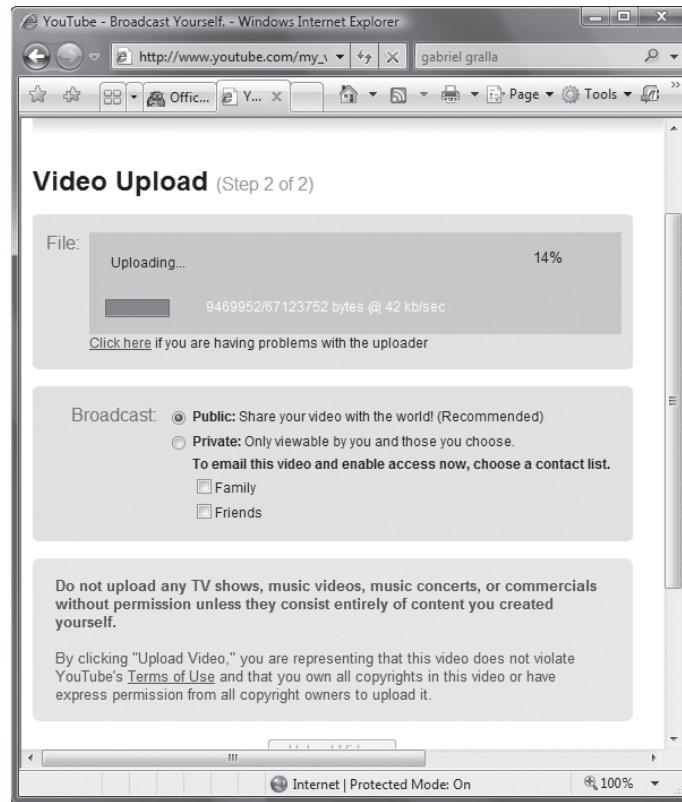 YouTube - Broadcast Yourself. - Windows Internet Explorer
http://www.youtube.com/my_v
gabriel gralla
Offic...
Y...
Page
Tools
Video Upload (Step 2 of 2)
File:
Uploading...
14%
9469952/67123752 bytes @ 42 kb/sec
Click here if you are having problems with the uploader
Broadcast:
Public: Share your video with the world! (Recommended)
Private: Only viewable by you and those you choose.
To email this video and enable access now, choose a contact list.
Family
Friends
Do not upload any TV shows, music videos, music concerts, or commercials
without permission unless they consist entirely of content you created
yourself.
By clicking "Upload Video," you are representing that this video does not violate
YouTube's Terms of Use and that you own all copyrights in this video or have
express permission from all copyright owners to upload it.
Internet | Protected Mode: On
100%